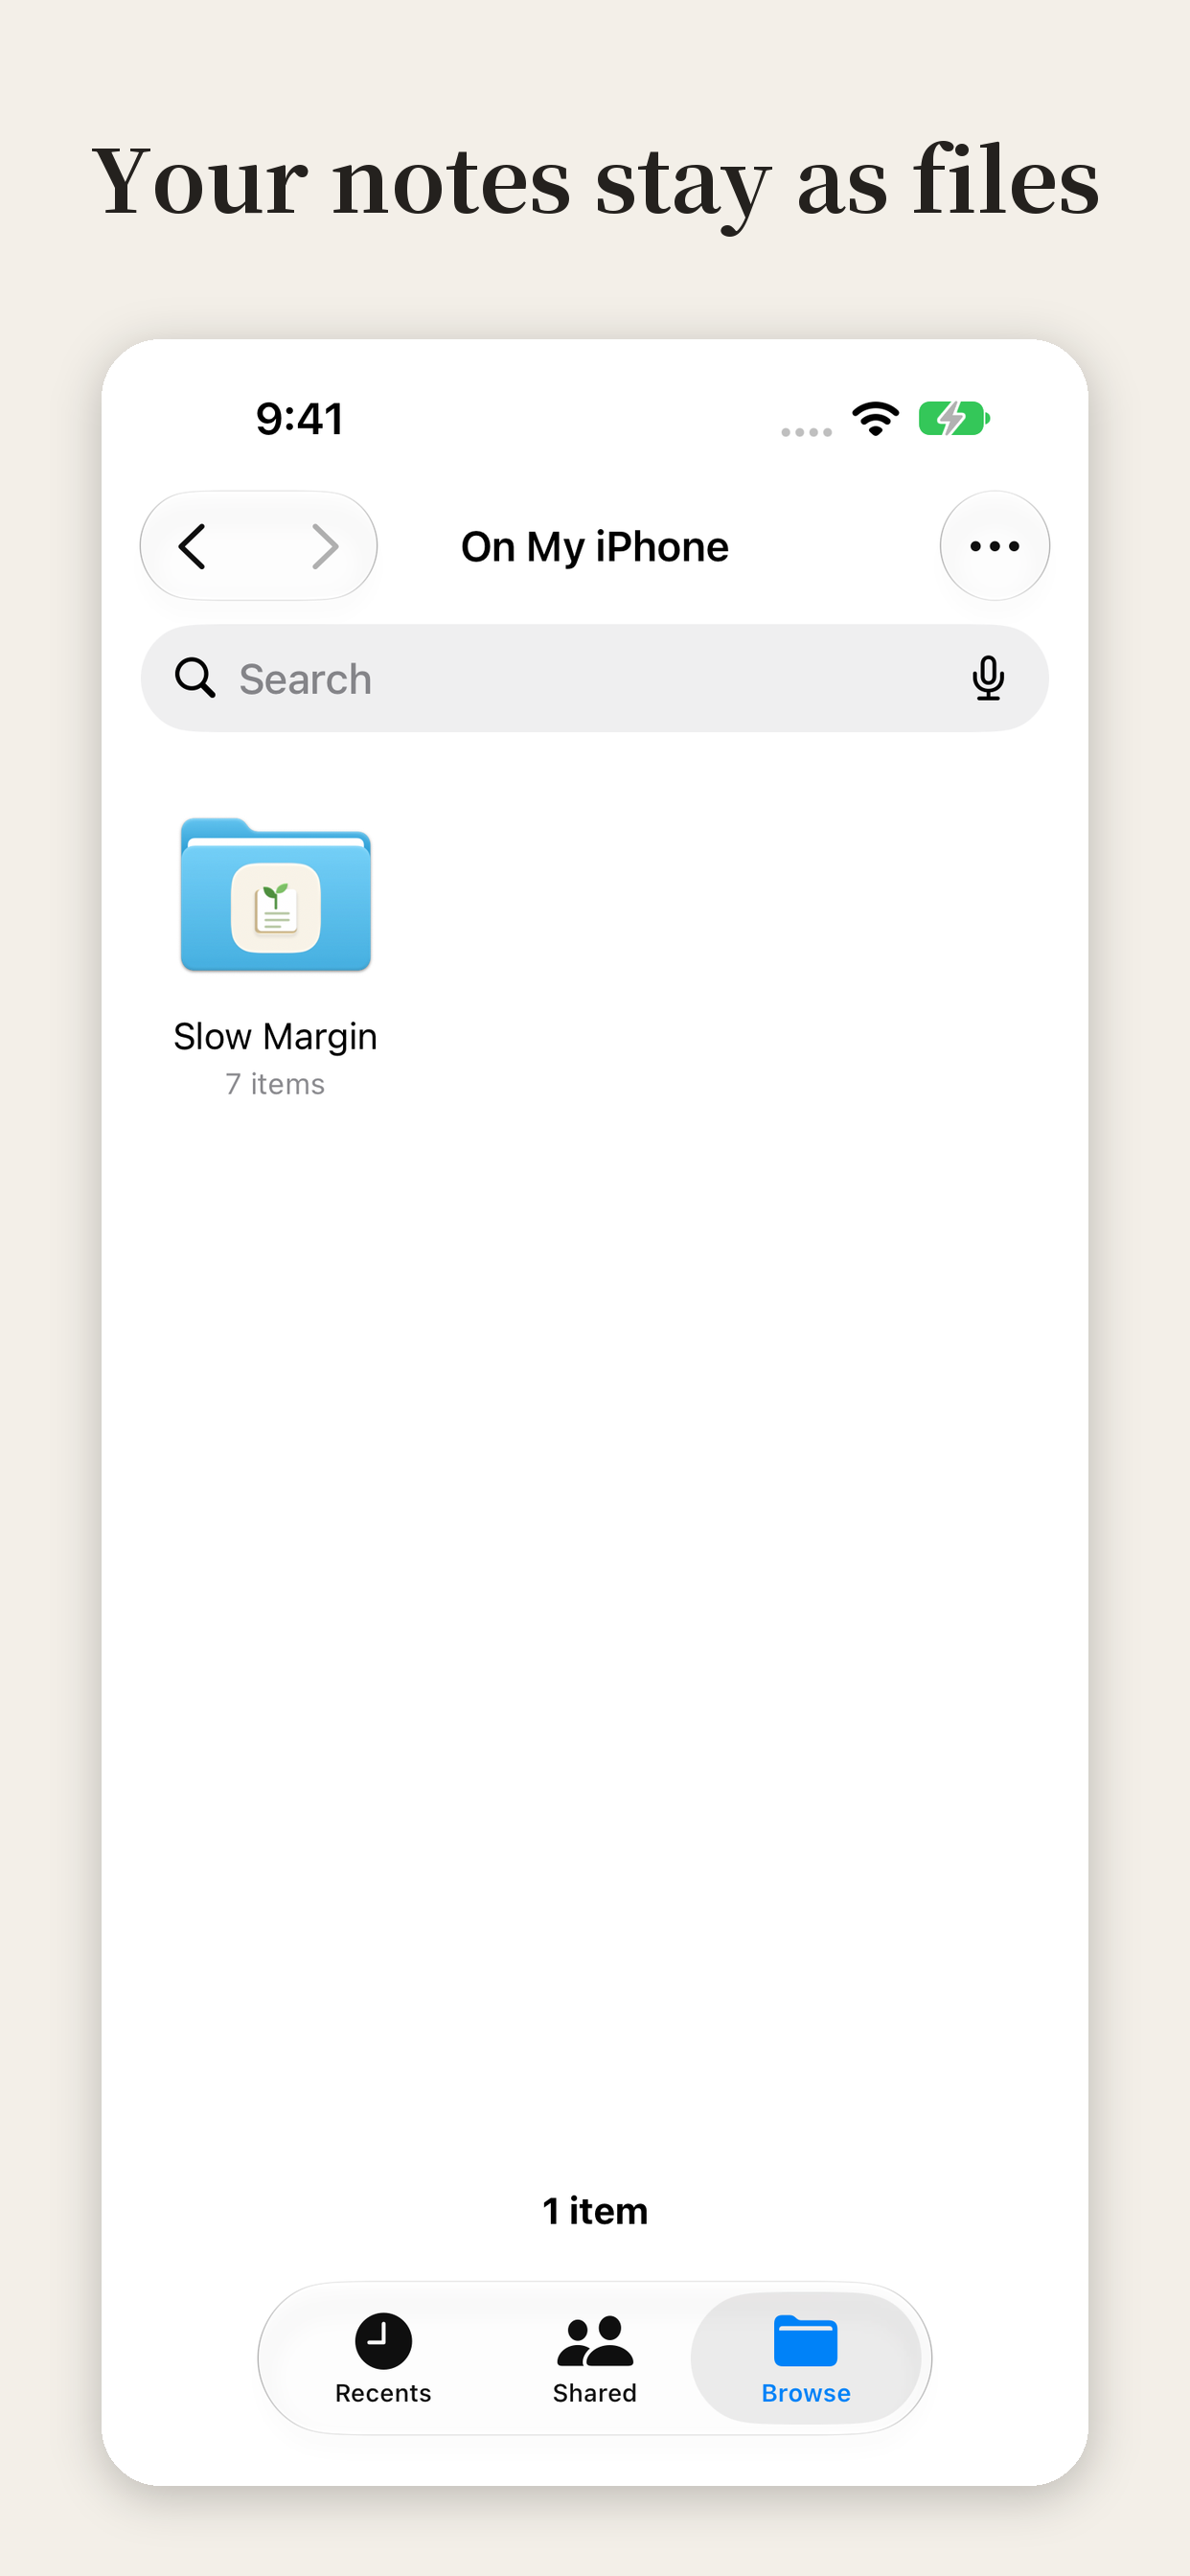 Your notes stay as files
9:41
On My iPhone
Search
Slow Margin
7 items
1 item
Recents
Shared
Browse